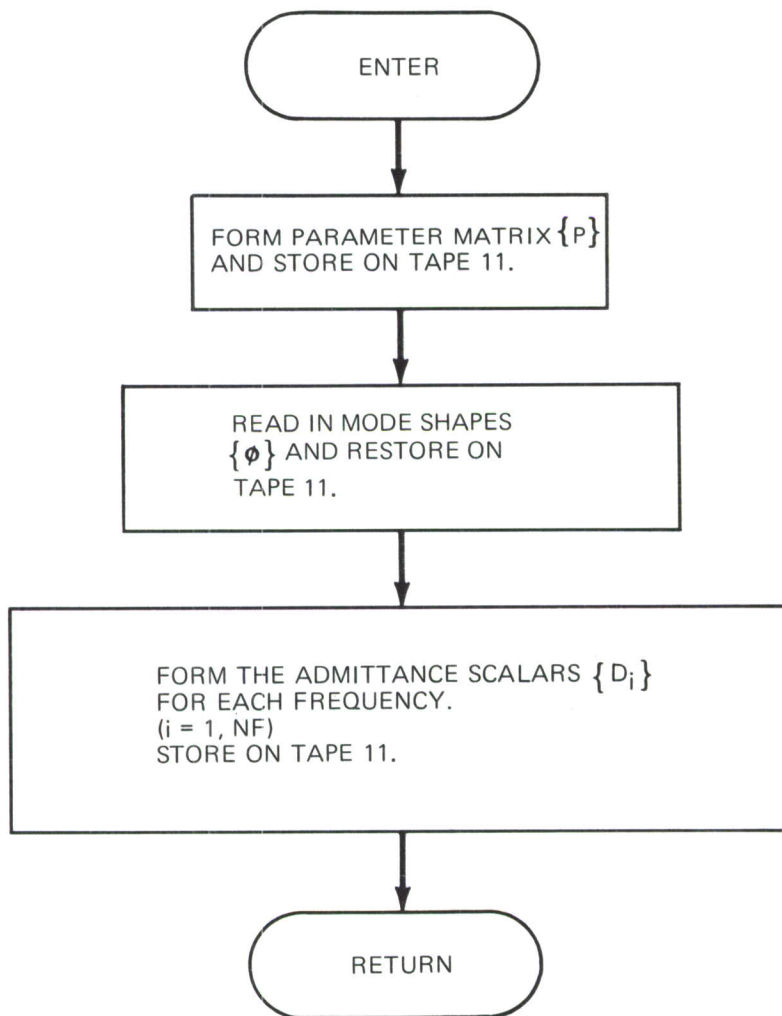 ENTER
FORM PARAMETER MATRIX {P}
AND STORE ON TAPE 11.
READ IN MODE SHAPES
{ϕ} AND RESTORE ON
TAPE 11.
FORM THE ADMITTANCE SCALARS {Di}
FOR EACH FREQUENCY.
(i = 1, NF)
STORE ON TAPE 11.
RETURN